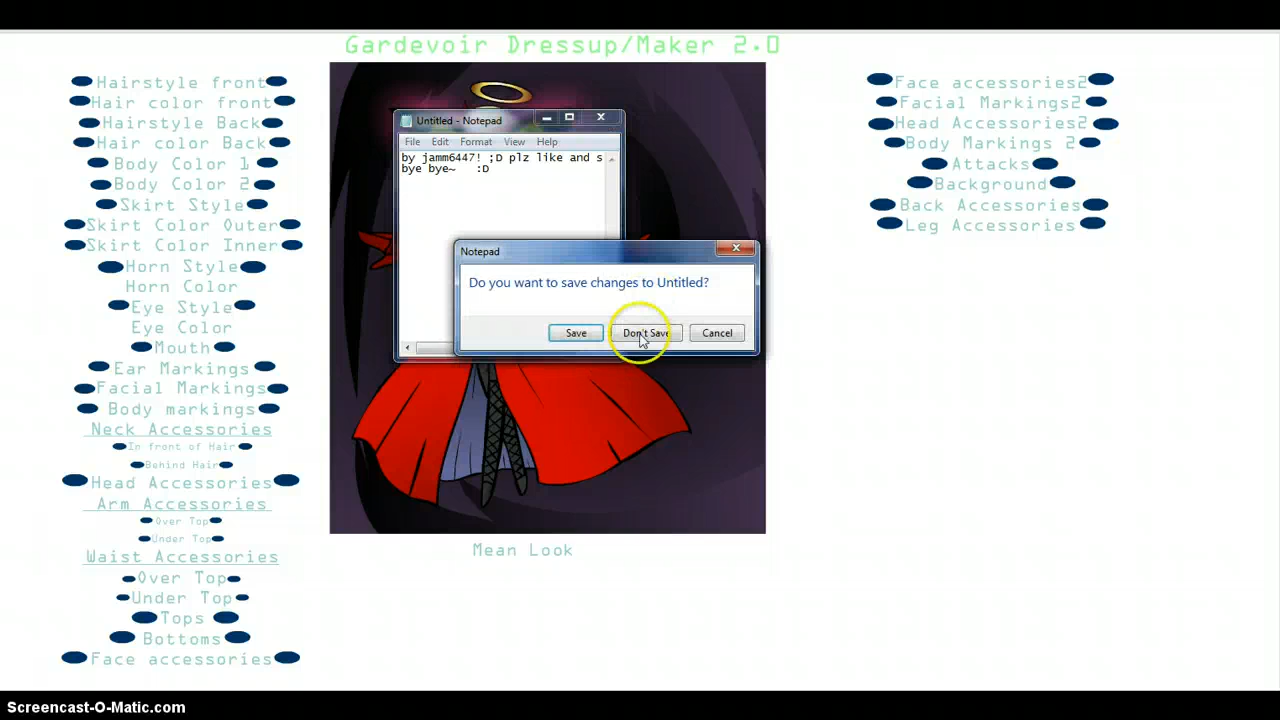 Gardevoir Dressup/Maker 2.0
Hairstyle front
Hair color front
Hairstyle Back
Hair color Back
Body Color 1
Body Color 2
Skirt Style
Skirt Color Outer
Skirt Color Inner
Horn Style
Horn Color
Eye Style
Eye Color
Mouth
Ear Markings
Facial Markings
Body markings
Neck Accessories
In front of Hair
Behind Hair
Head Accessories
Arm Accessories
Over Top
Under Top
Waist Accessories
Over Top
Under Top
Tops
Bottoms
Face accessories
Untitled - Notepad
File Edit Format View Help
by jamm6447! ;D plz like and s
bye bye~ :D
Notepad
Do you want to save changes to Untitled?
Save Don't Save Cancel
Mean Look
Face accessories2
Facial Markings2
Head Accessories2
Body Markings 2
Attacks
Background
Back Accessories
Leg Accessories
Screencast-O-Matic.com